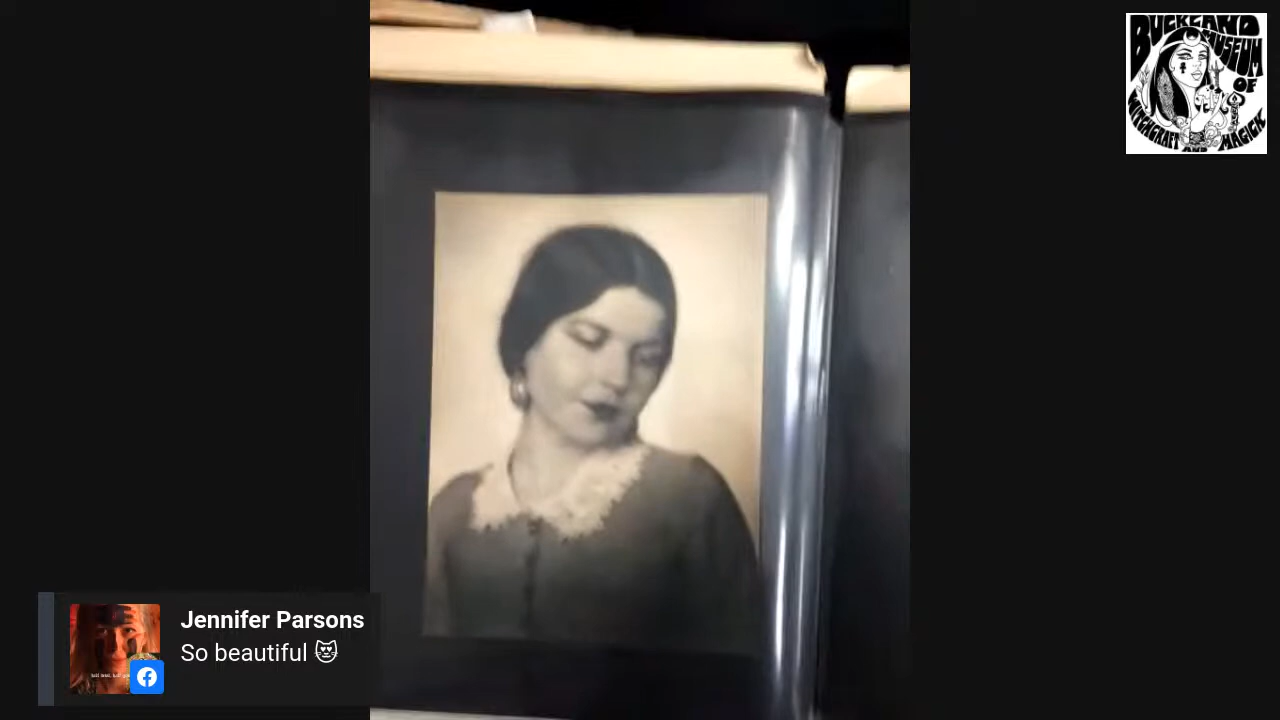 BUCKLAND
MUSEUM
OF
WITCHCRAFT
AND
MAGICK
Jennifer Parsons
So beautiful 😻